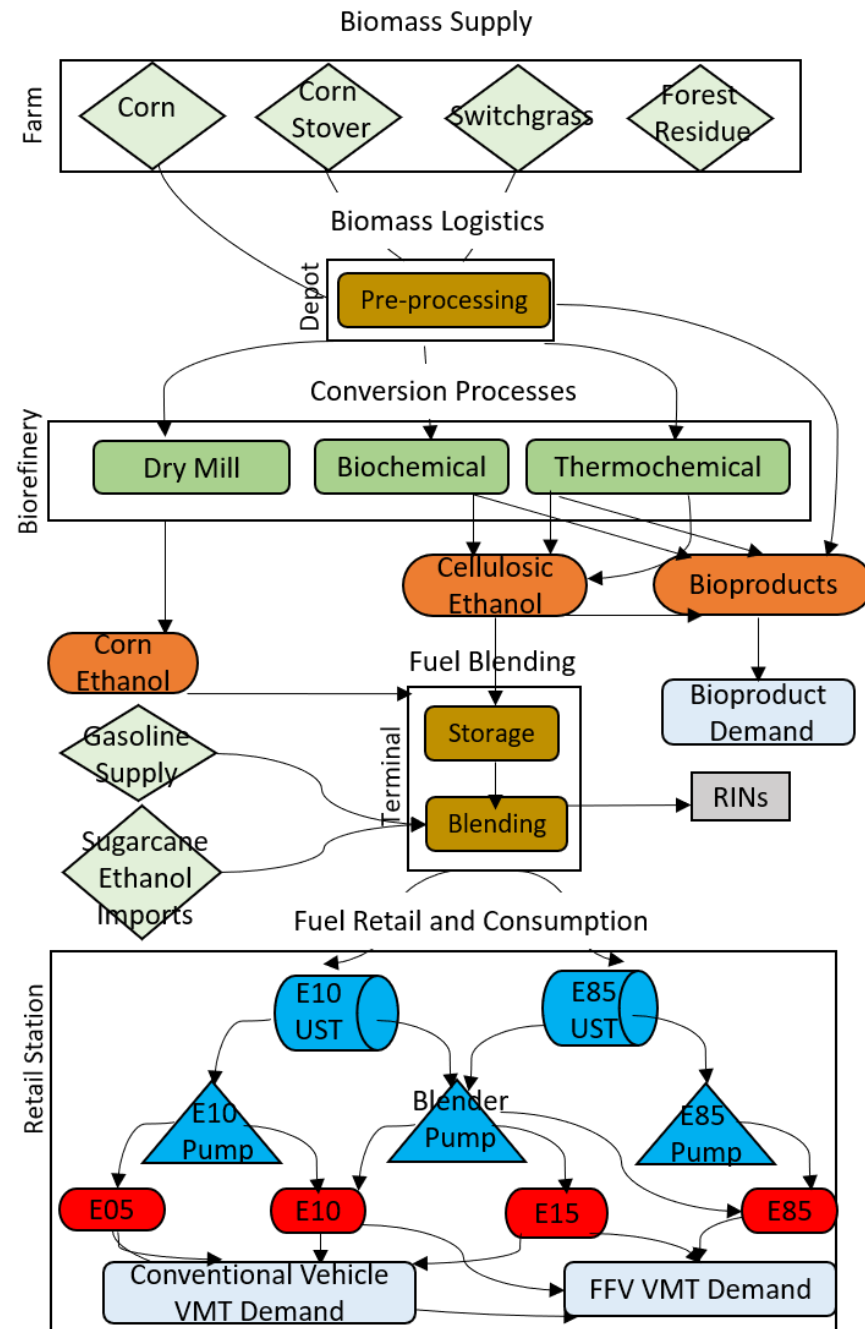 Biomass Supply
Farm
Corn
Corn
Stover
Switchgrass
Forest
Residue
Biomass Logistics
Depot
Pre-processing
Conversion Processes
Biorefinery
Dry Mill
Biochemical
Thermochemical
Cellulosic
Ethanol
Bioproducts
Corn
Ethanol
Fuel Blending
Bioproduct
Demand
Terminal
Storage
Gasoline
Supply
Blending
RINs
Sugarcane
Ethanol
Imports
Fuel Retail and Consumption
Retail Station
E10
UST
E85
UST
E10
Pump
Blender
Pump
E85
Pump
E05
E10
E15
E85
Conventional Vehicle
VMT Demand
FFV VMT Demand